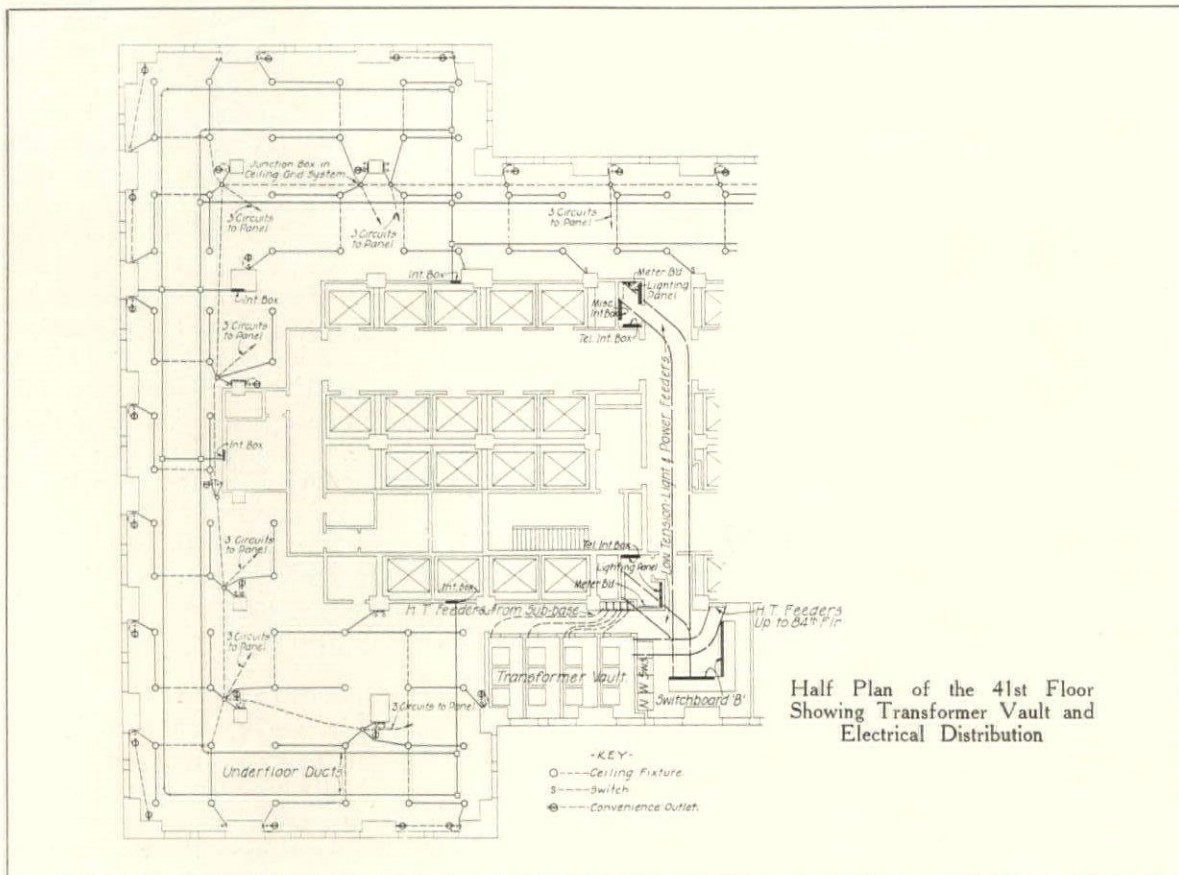 Junction Box in
Ceiling Grid System
3 Circuits
to Panel
3 Circuits
to Panel
3 Circuits
to Panel
Int Box
Int. Box
Meter B'd
Lighting
Panel
Misc.
Int Box
Tel. Int. Box
3 Circuits
to Panel
Int Box
Low Tension-Light & Power Feeders
3 Circuits
to Panel
Tel. Int Box
Lighting Panel
Meter B'd
Int. Box
H. T. Feeders from Sub-base
H. T. Feeders
Up to 84th Flr
3 Circuits
to Panel
Transformer Vault
N W Sws.
Switchboard 'B'
3 Circuits to Panel
Underfloor Ducts
Half Plan of the 41st Floor
Showing Transformer Vault and
Electrical Distribution
-KEY-
Ceiling Fixture
S Switch
Convenience Outlet